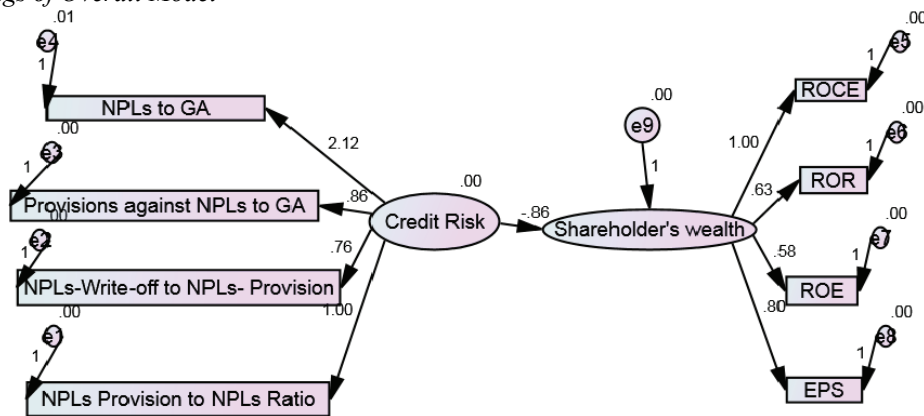 .01
e4
.00
1
NPLs to GA
.00
e3
1
Provisions against NPLs to GA
.00
e2
1
NPLs-Write-off to NPLs- Provision
.00
e1
1
NPLs Provision to NPLs Ratio
2.12
.86
.76
1.00
.00
Credit Risk
-.86
.00
e9
1
Shareholder's wealth
1.00
.63
.58
.80
.00
e5
1
ROCE
.00
e6
1
ROR
.00
e7
1
ROE
.00
e8
1
EPS